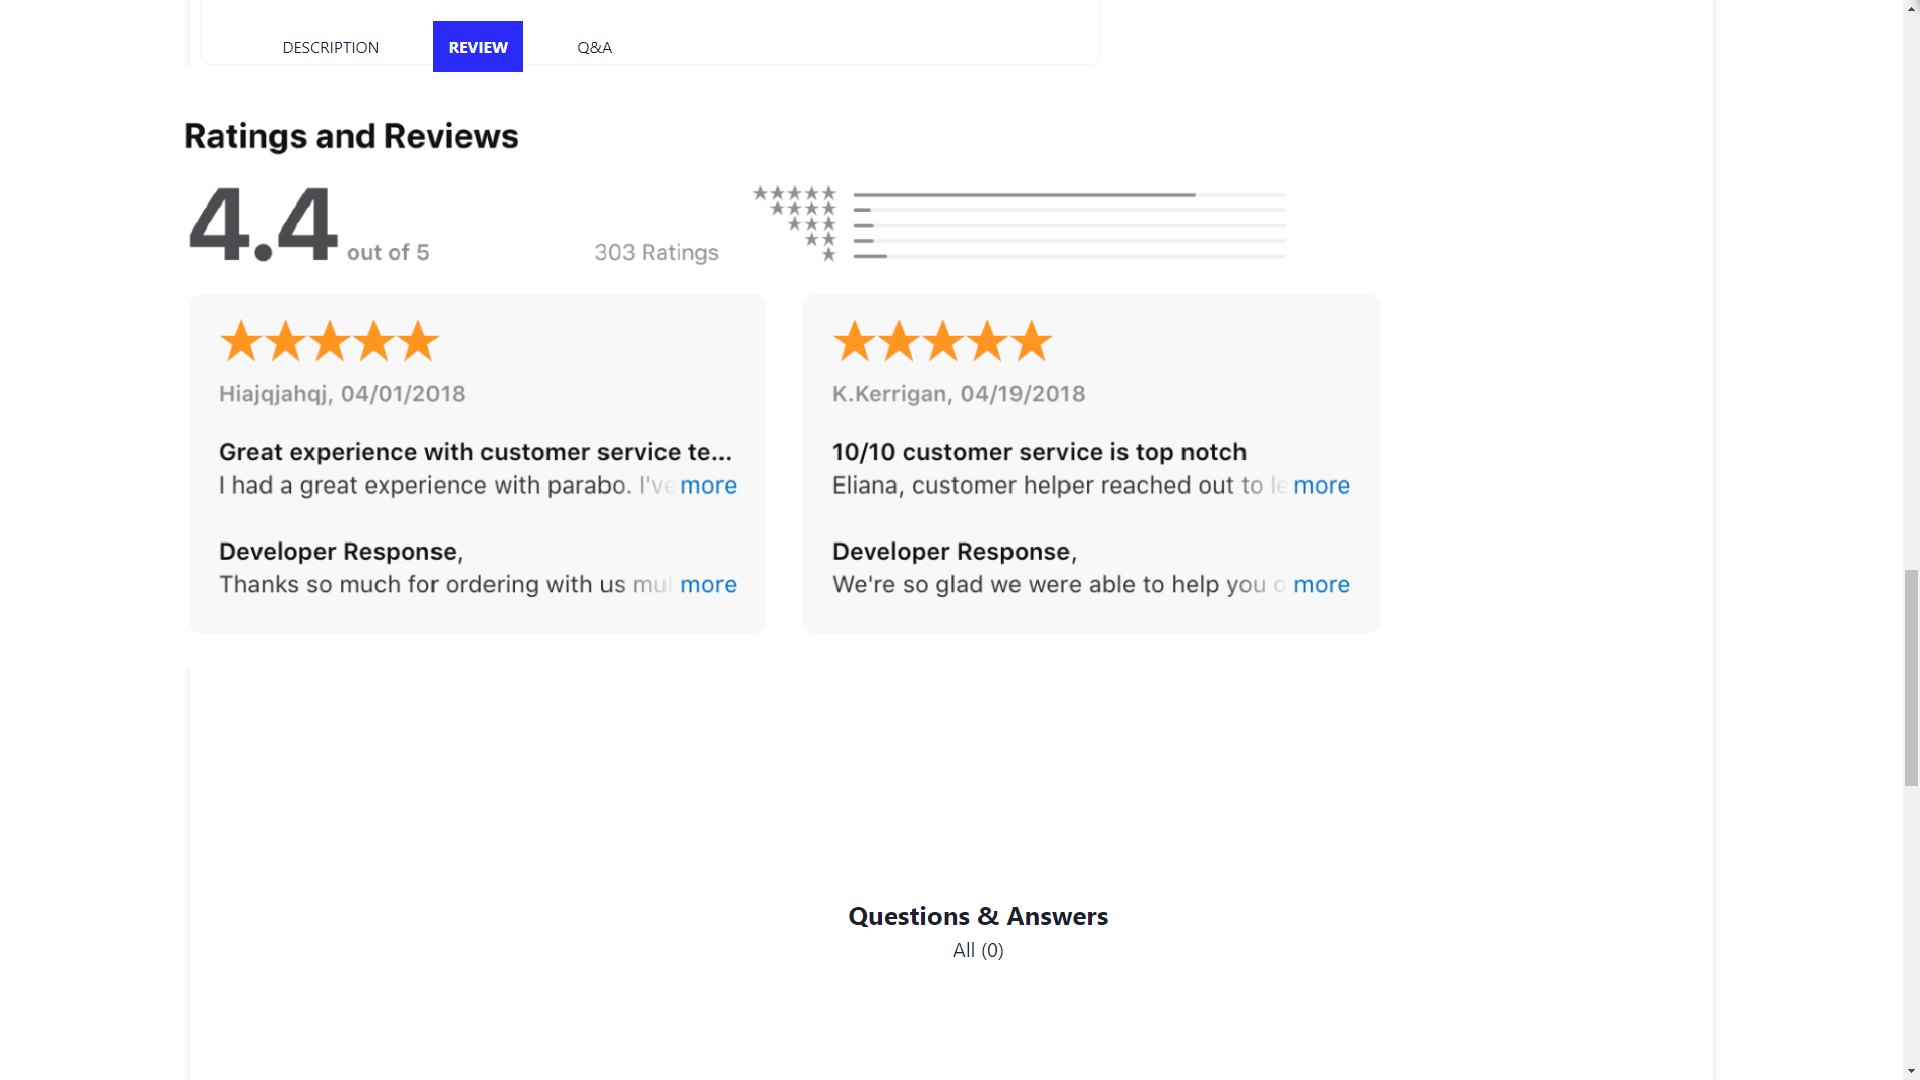 DESCRIPTION
REVIEW
Q&A
Ratings and Reviews
4.4 out of 5
303 Ratings
Hiajqjahqj, 04/01/2018
Great experience with customer service te...
I had a great experience with parabo. I've more
Developer Response,
Thanks so much for ordering with us mul more
K.Kerrigan, 04/19/2018
10/10 customer service is top notch
Eliana, customer helper reached out to le more
Developer Response,
We're so glad we were able to help you o more
Questions & Answers
All (0)